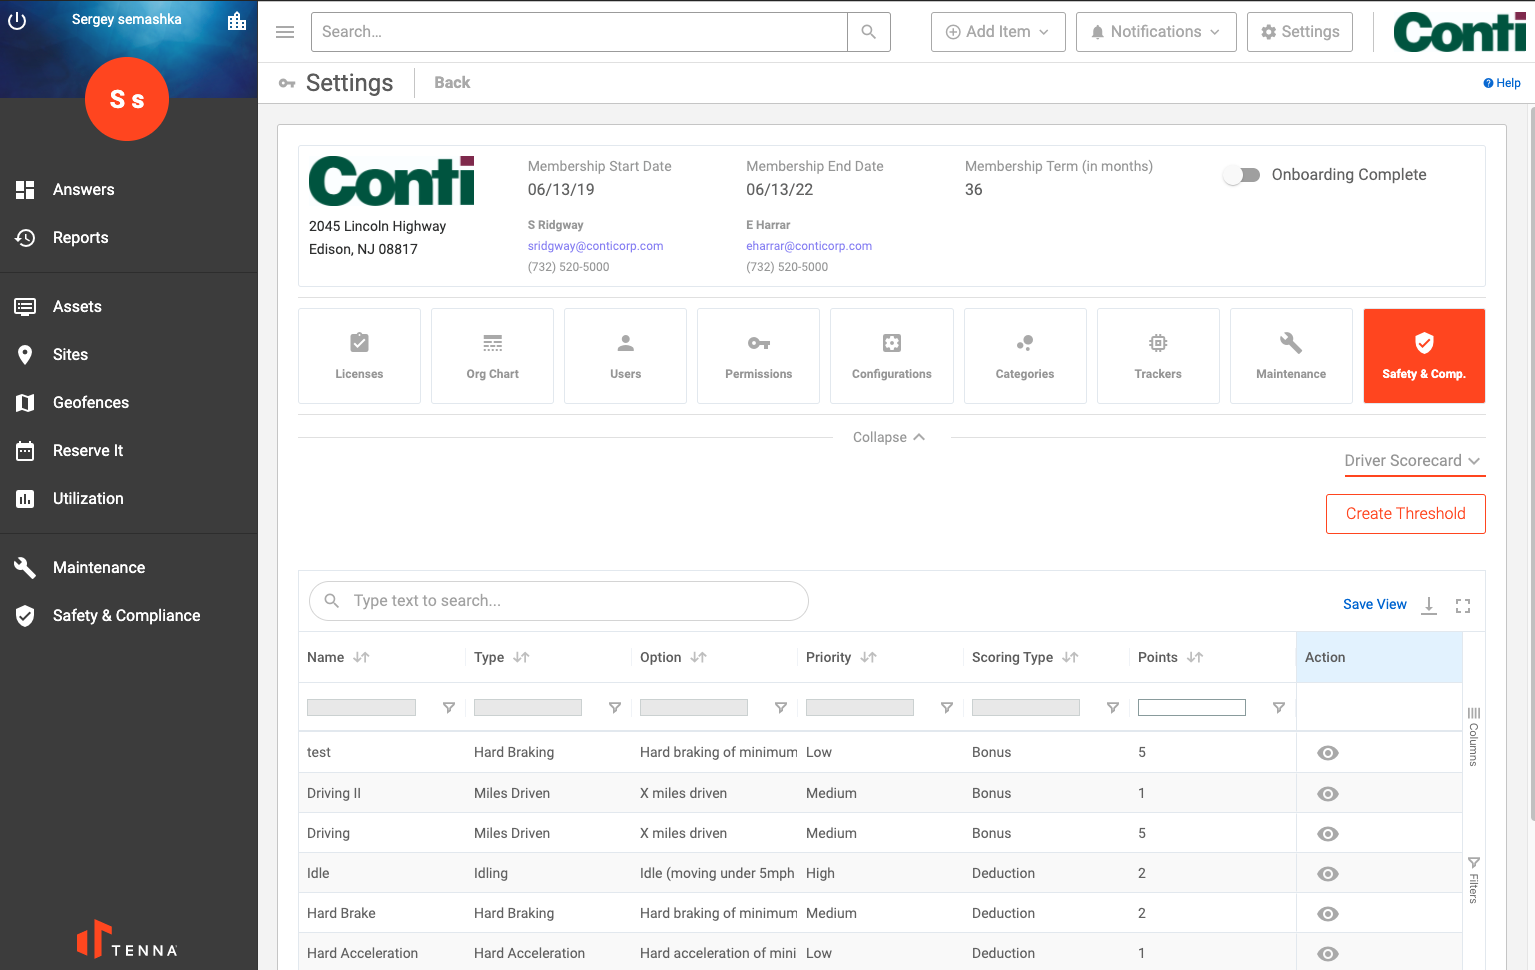 Sergey semashka
Search...
Add Item
Notifications
Settings
Conti
S s
Settings
Back
Help
Answers
Reports
Assets
Sites
Geofences
Reserve It
Utilization
Maintenance
Safety & Compliance
TENNA
Conti
2045 Lincoln Highway
Edison, NJ 08817
Membership Start Date
06/13/19
S Ridgway
sridgway@conticorp.com
(732) 520-5000
Membership End Date
06/13/22
E Harrar
eharrar@conticorp.com
(732) 520-5000
Membership Term (in months)
36
Onboarding Complete
Licenses
Org Chart
Users
Permissions
Configurations
Categories
Trackers
Maintenance
Safety & Comp.
Collapse
Driver Scorecard
Create Threshold
Type text to search...
Save View
Name Type Option Priority Scoring Type Points Action
test Hard Braking Hard braking of minimum Low Bonus 5
Driving II Miles Driven X miles driven Medium Bonus 1
Driving Miles Driven X miles driven Medium Bonus 5
Idle Idling Idle (moving under 5mph High Deduction 2
Hard Brake Hard Braking Hard braking of minimum Medium Deduction 2
Hard Acceleration Hard Acceleration Hard acceleration of mini Low Deduction 1
Columns
Filters